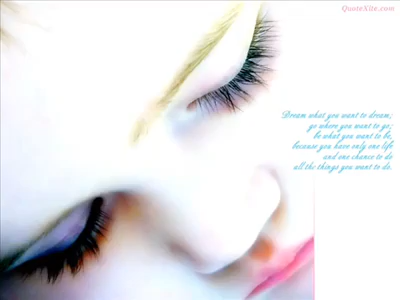 QuoteSite.com
Dream what you want to dream;
go where you want to go;
be what you want to be,
because you have only one life
and one chance to do
all the things you want to do.